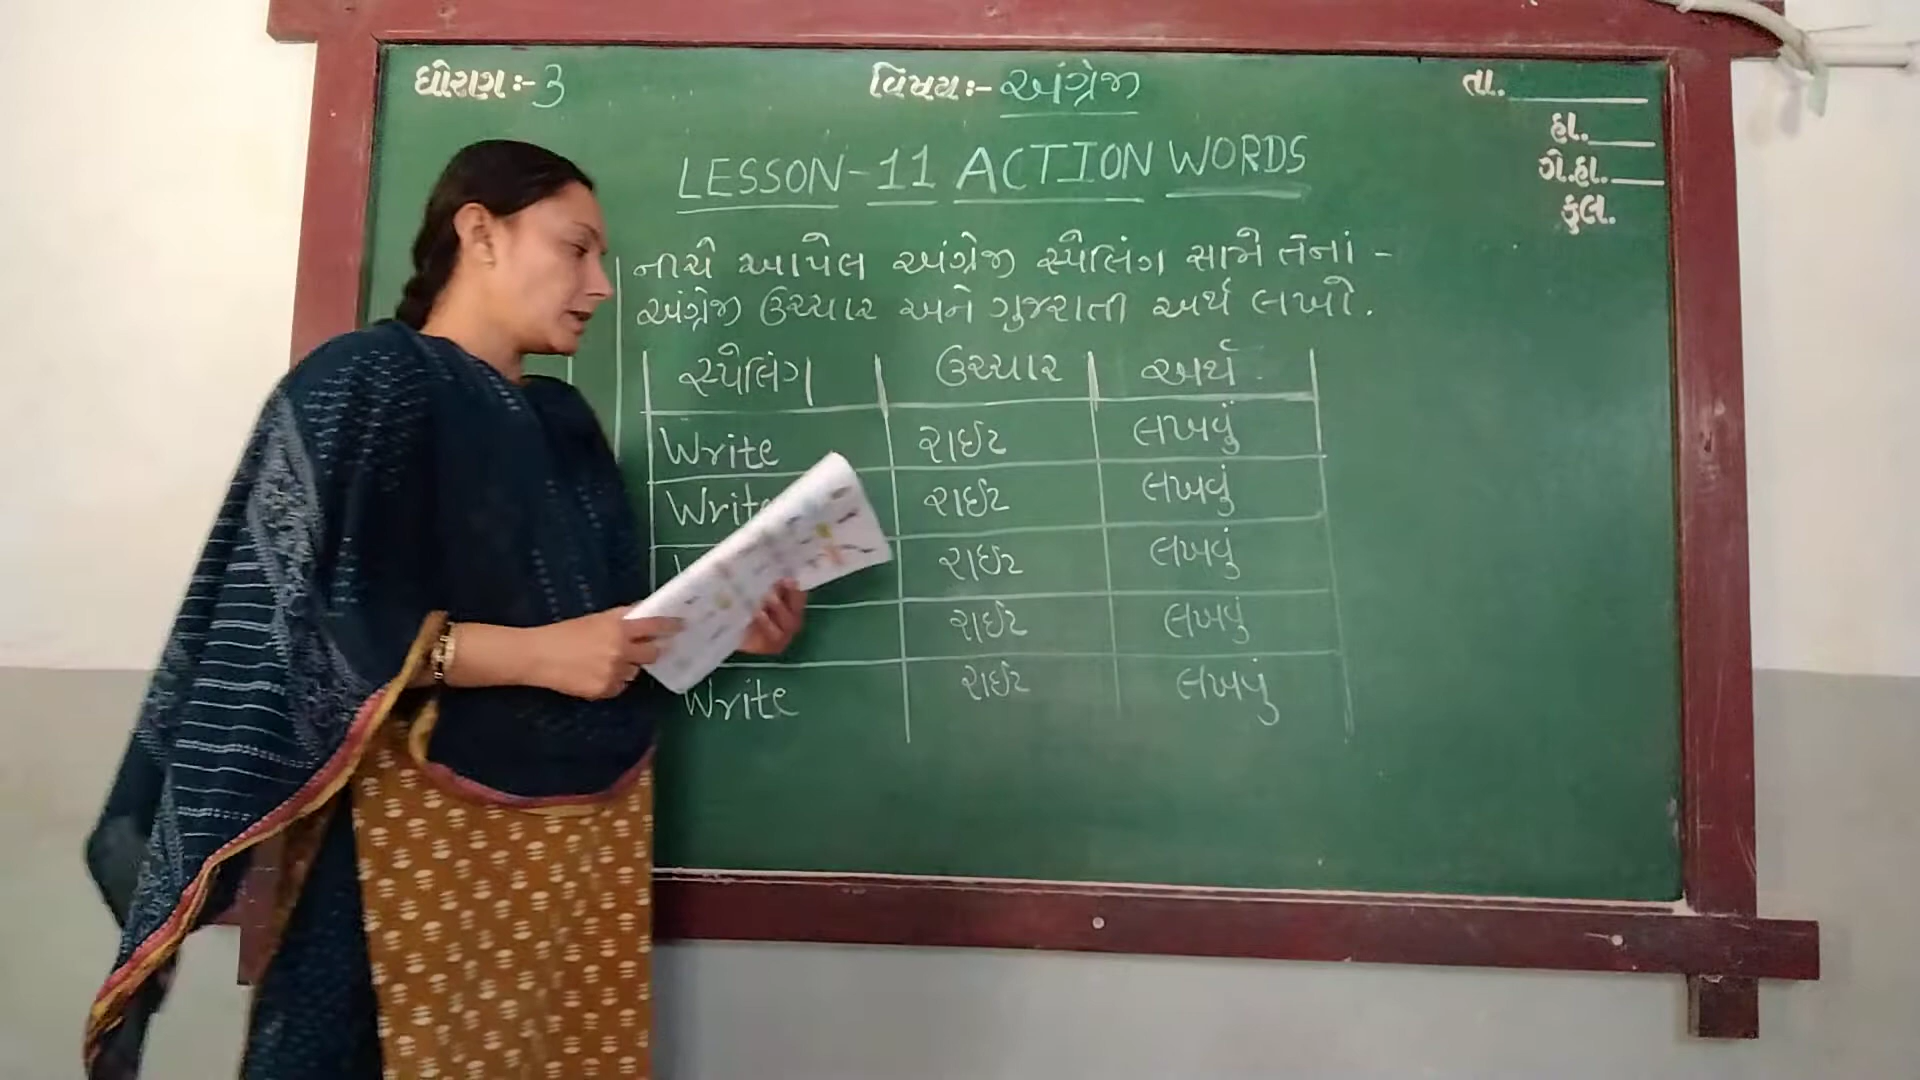 ધોરણ:- 3 વિષય:- અંગ્રેજી તા.
હા.
ગે.હા.
કુલ.
LESSON-11 ACTION WORDS
નીચે આપેલ અંગ્રેજી સ્પેલિંગ સામે તેનાં -
અંગ્રેજી ઉચ્ચાર અને ગુજરાતી અર્થ લખો.
સ્પેલિંગ ઉચ્ચાર અર્થ
Write રાઈટ લખવું
Write રાઈટ લખવું
રાઈટ લખવું
રાઈટ લખવું
Write રાઈટ લખવું